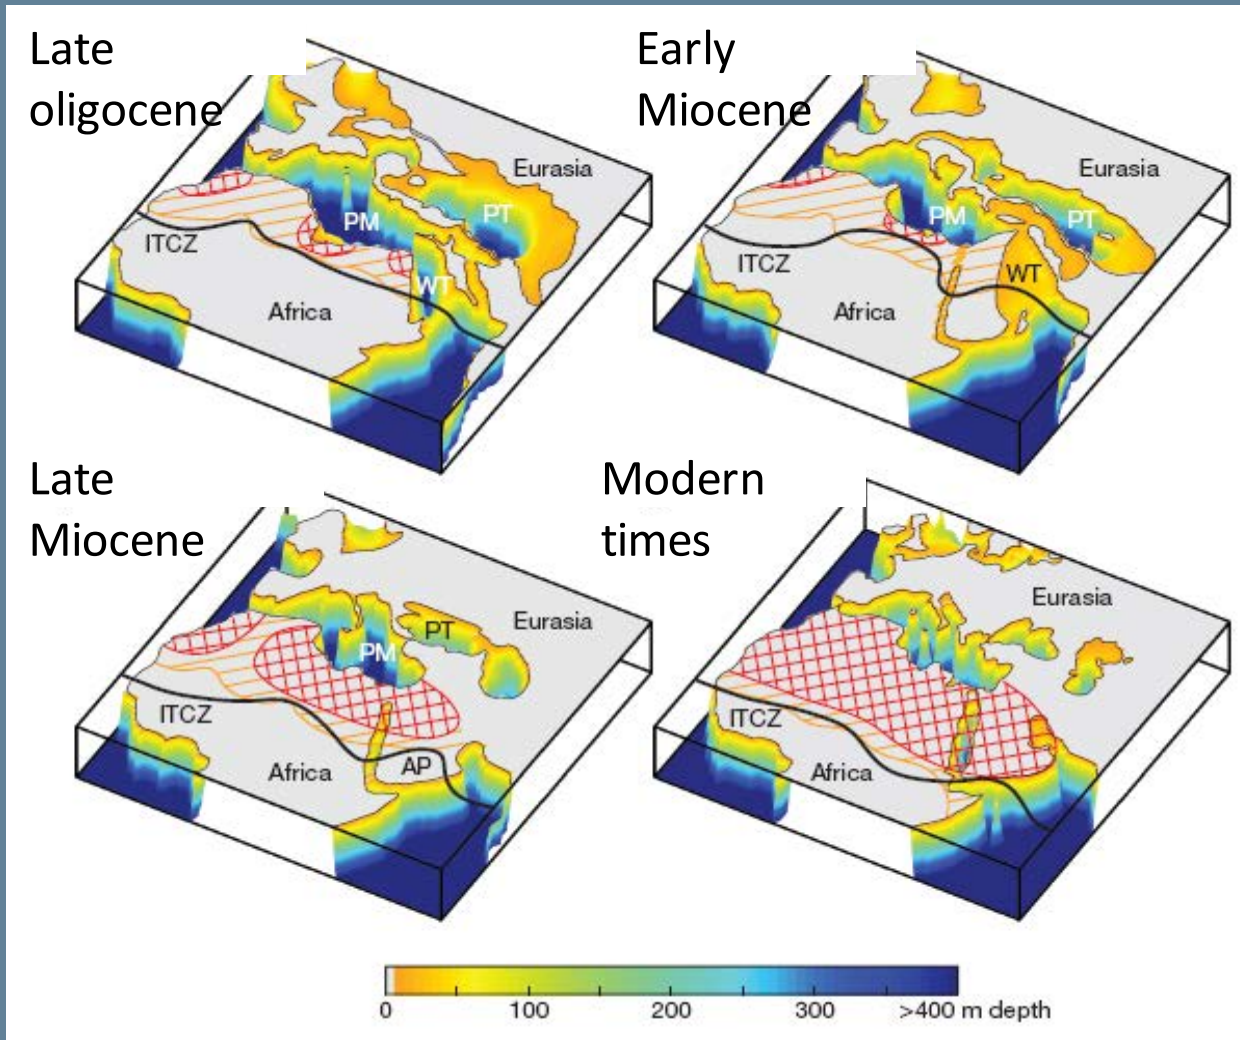 Late
oligocene
Eurasia
PM
PT
ITCZ
WT
Africa
Early
Miocene
Eurasia
PM
PT
ITCZ
WT
Africa
Late
Miocene
Eurasia
PT
PM
ITCZ
AP
Africa
Modern
times
Eurasia
ITCZ
Africa
0 100 200 300 >400 m depth